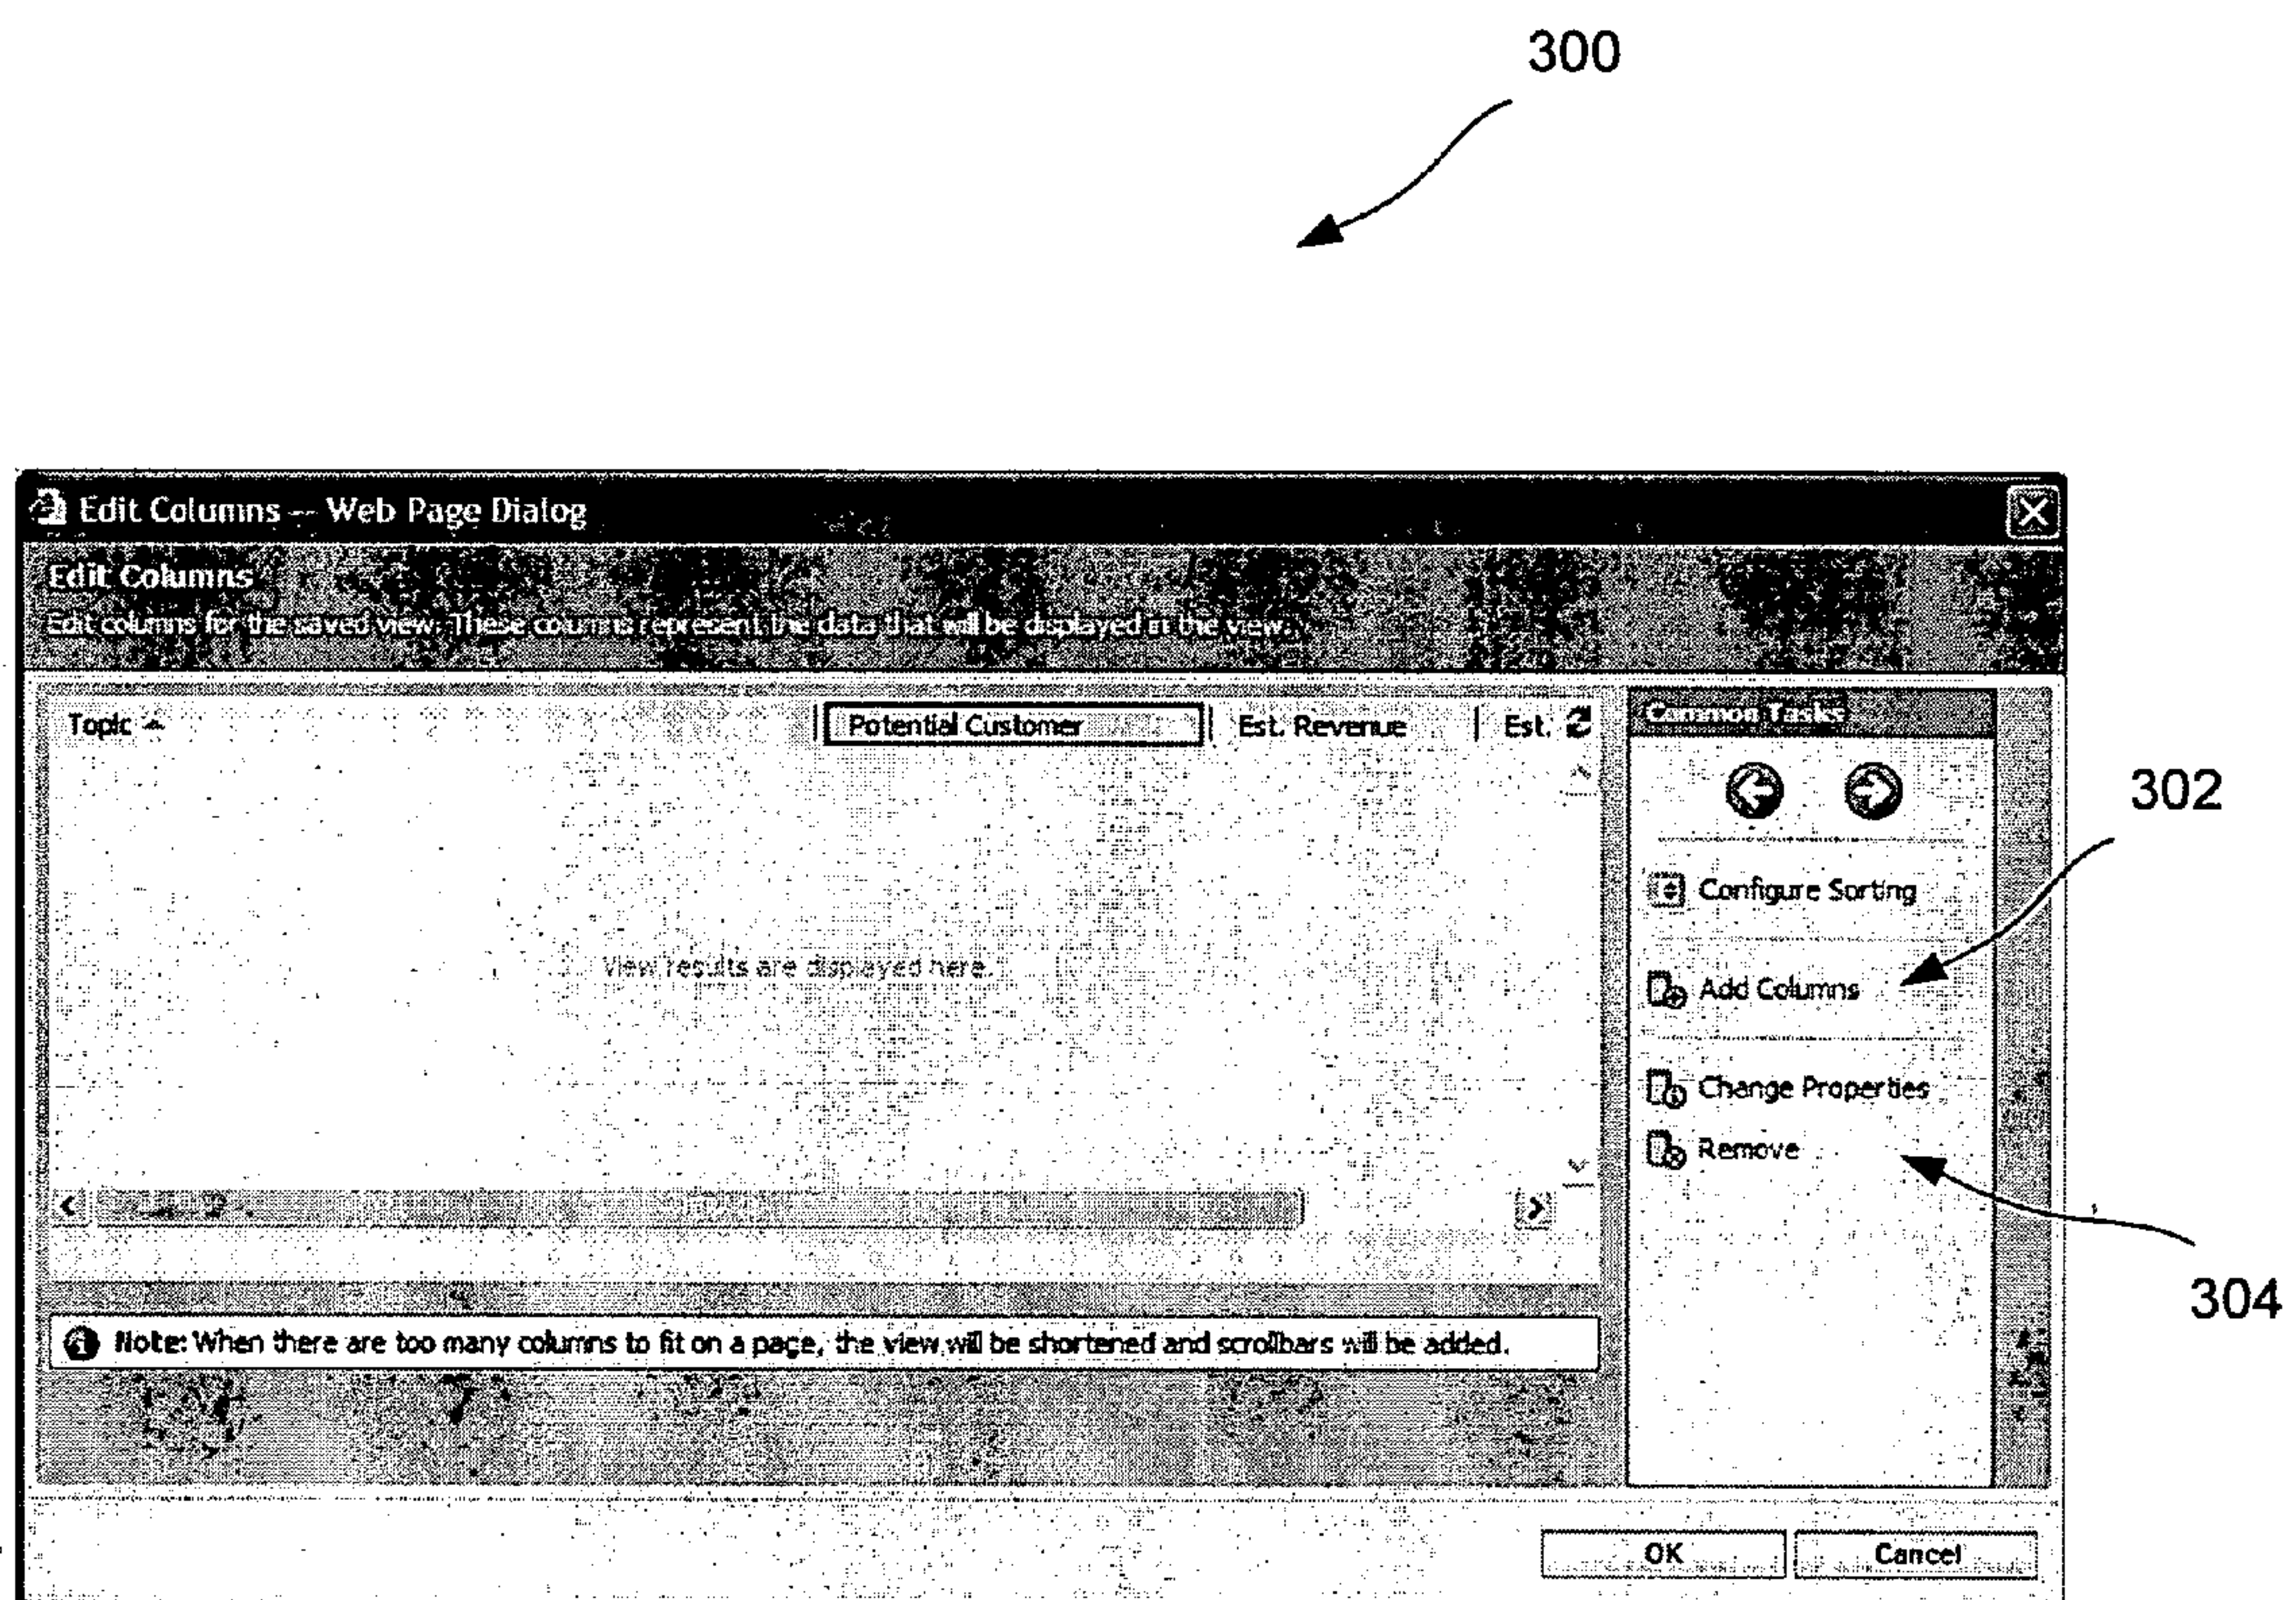 300
Edit Columns -- Web Page Dialog
Edit Columns
Edit columns for the saved view. These columns represent the data that will be displayed in the view.
Topic Potential Customer Est. Revenue Est.
Common Tasks
302
Configure Sorting
View results are displayed here.
Add Columns
Change Properties
Remove
304
Note: When there are too many columns to fit on a page, the view will be shortened and scrollbars will be added.
OK Cancel